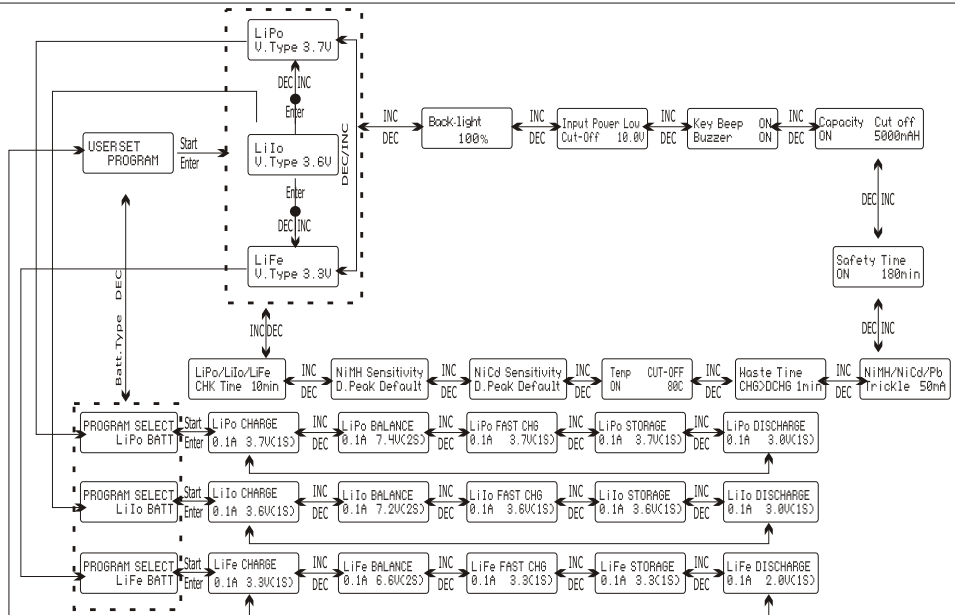 LiPo
V.Type 3.7V
DEC INC
Enter
LiIo
V.Type 3.6V
Enter
DEC INC
LiFe
V.Type 3.3V
DEC/INC
USER SET
PROGRAM
Start
Enter
INC
DEC
Back-light
100%
INC
DEC
Input Power Low
Cut-Off 10.0V
INC
DEC
Key Beep ON
Buzzer ON
INC
DEC
Capacity Cut off
ON 5000mAH
DEC INC
Safety Time
ON 180min
DEC INC
Batt.Type DEC
INC DEC
LiPo/LiIo/LiFe
CHK Time 10min
INC
DEC
NiMH Sensitivity
D.Peak Default
INC
DEC
NiCd Sensitivity
D.Peak Default
INC
DEC
Temp CUT-OFF
ON 80C
INC
DEC
Waste Time
CHG>DCHG 1min
INC
DEC
NiMH/NiCd/Pb
Trickle 50mA
PROGRAM SELECT
LiPo BATT
Start
Enter
LiPo CHARGE
0.1A 3.7V(1S)
INC
DEC
LiPo BALANCE
0.1A 7.4V(2S)
INC
DEC
LiPo FAST CHG
0.1A 3.7V(1S)
INC
DEC
LiPo STORAGE
0.1A 3.7V(1S)
INC
DEC
LiPo DISCHARGE
0.1A 3.0V(1S)
PROGRAM SELECT
LiIo BATT
Start
Enter
LiIo CHARGE
0.1A 3.6V(1S)
INC
DEC
LiIo BALANCE
0.1A 7.2V(2S)
INC
DEC
LiIo FAST CHG
0.1A 3.6V(1S)
INC
DEC
LiIo STORAGE
0.1A 3.6V(1S)
INC
DEC
LiIo DISCHARGE
0.1A 3.0V(1S)
PROGRAM SELECT
LiFe BATT
Start
Enter
LiFe CHARGE
0.1A 3.3V(1S)
INC
DEC
LiFe BALANCE
0.1A 6.6V(2S)
INC
DEC
LiFe FAST CHG
0.1A 3.3C(1S)
INC
DEC
LiFe STORAGE
0.1A 3.3C(1S)
INC
DEC
LiFe DISCHARGE
0.1A 2.0V(1S)